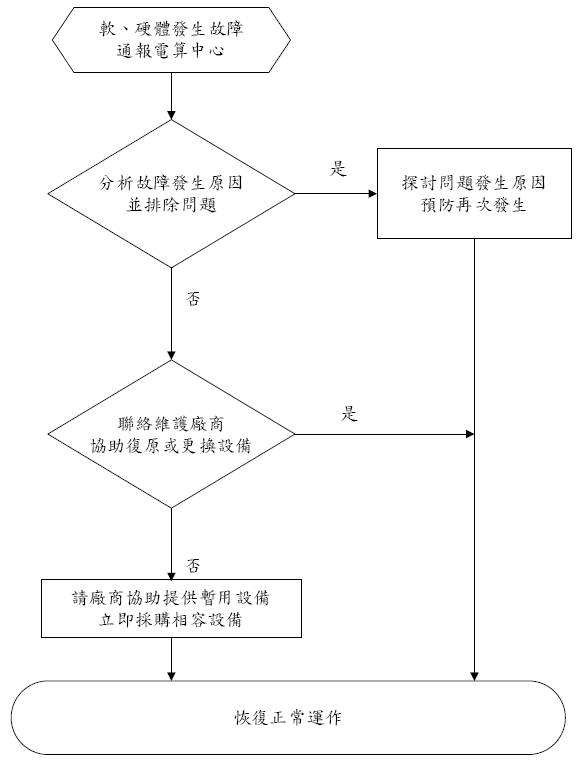 軟、硬體發生故障
通報電算中心
分析故障發生原因
並排除問題
是
探討問題發生原因
預防再次發生
否
聯絡維護廠商
協助復原或更換設備
是
否
請廠商協助提供暫用設備
立即採購相容設備
恢復正常運作